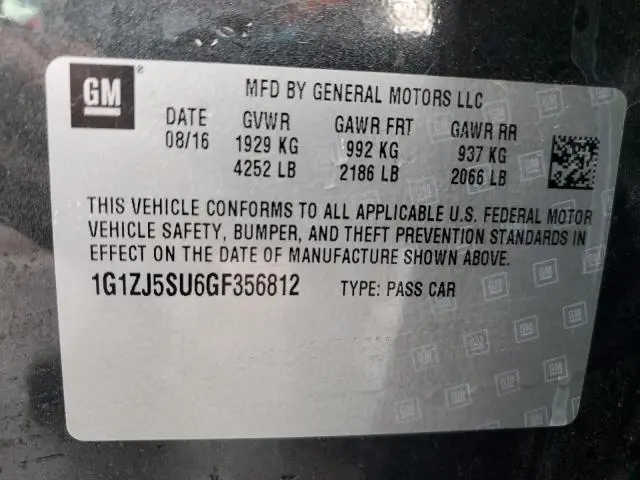 GM
MFD BY GENERAL MOTORS LLC
DATE GVWR GAWR FRT GAWR RR
08/16 1929 KG 992 KG 937 KG
4252 LB 2186 LB 2066 LB
THIS VEHICLE CONFORMS TO ALL APPLICABLE U.S. FEDERAL MOTOR
VEHICLE SAFETY, BUMPER, AND THEFT PREVENTION STANDARDS IN
EFFECT ON THE DATE OF MANUFACTURE SHOWN ABOVE.
1G1ZJ5SU6GF356812 TYPE: PASS CAR